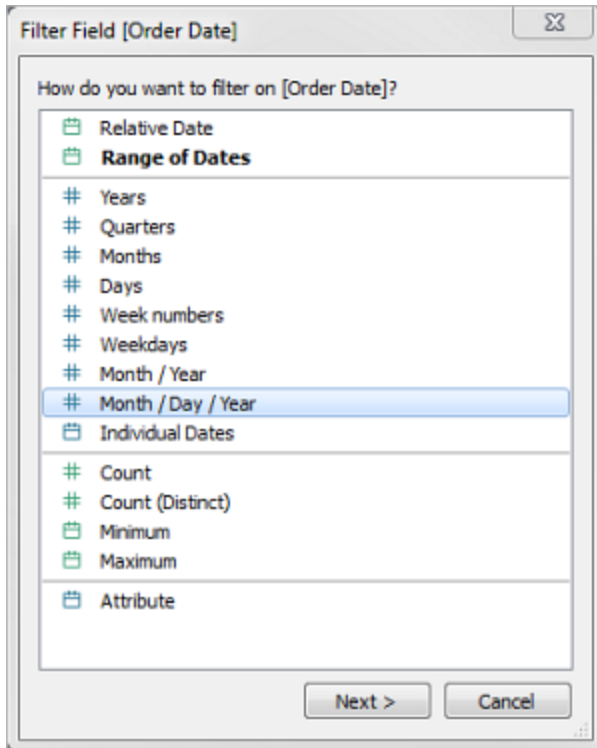 Filter Field [Order Date]
How do you want to filter on [Order Date]?
Relative Date
Range of Dates
Years
Quarters
Months
Days
Week numbers
Weekdays
Month / Year
Month / Day / Year
Individual Dates
Count
Count (Distinct)
Minimum
Maximum
Attribute
Next >
Cancel